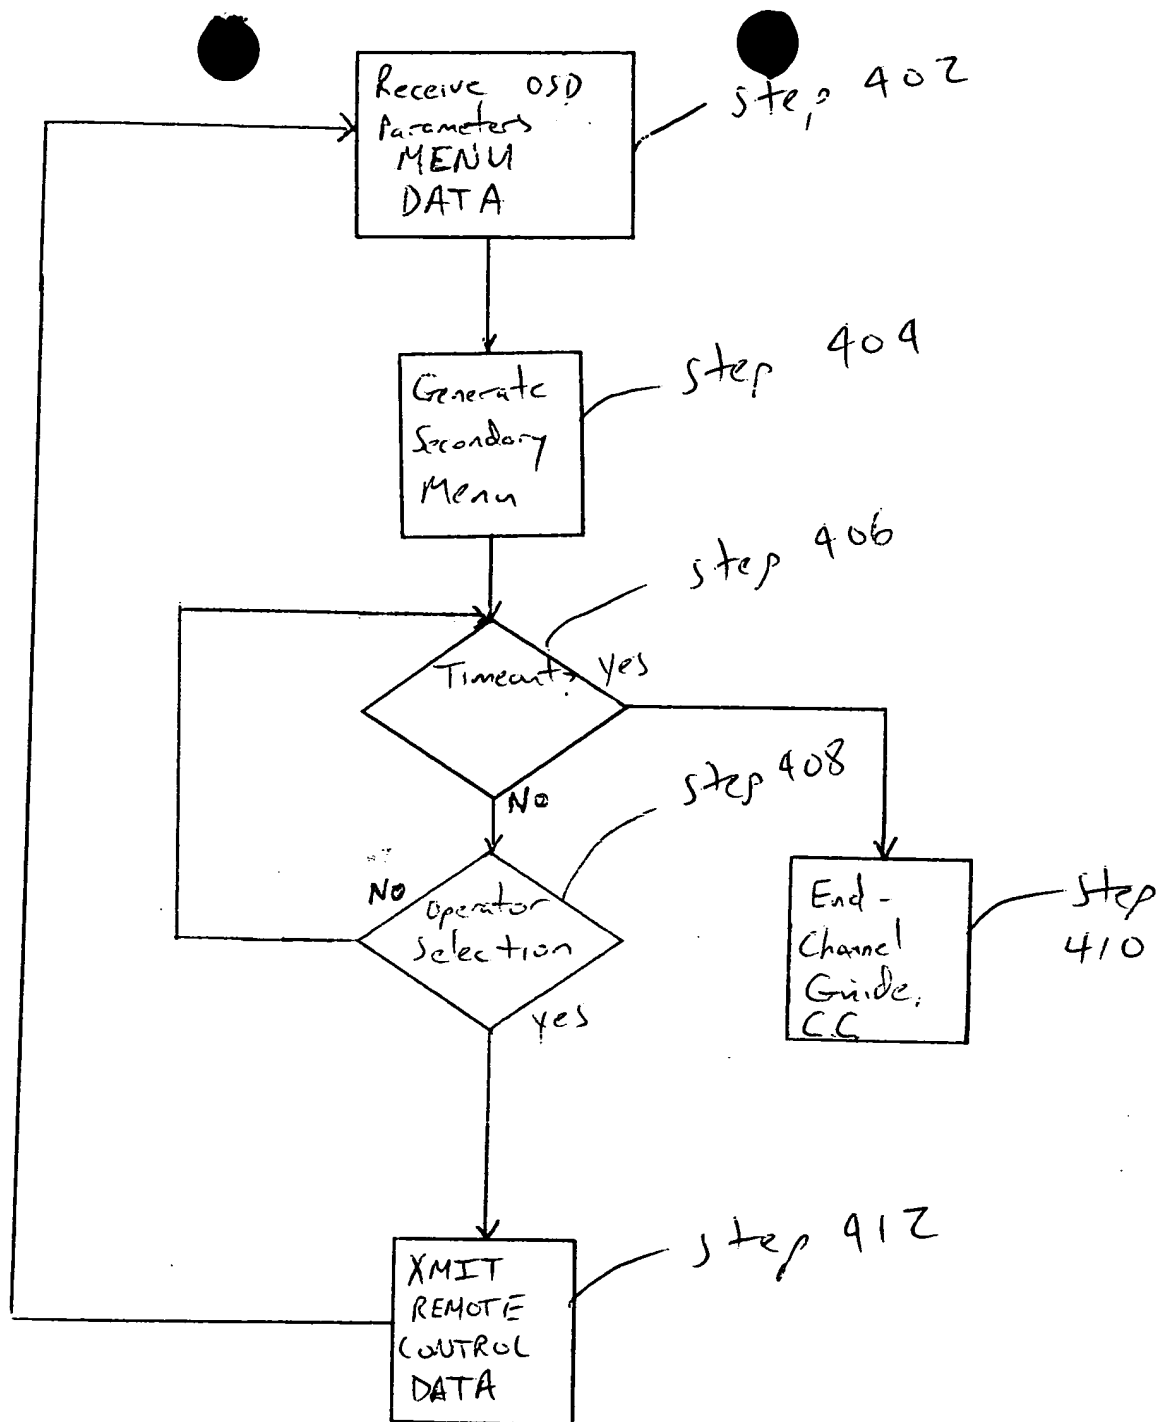 Receive OSD
Parameters
MENU
DATA
step 402
Generate
Secondary
Menu
step 404
step 406
Timeout?
yes
No
step 408
No
Operator
Selection
yes
End -
Channel
Guide,
C.C
step
410
XMIT
REMOTE
CONTROL
DATA
step 412